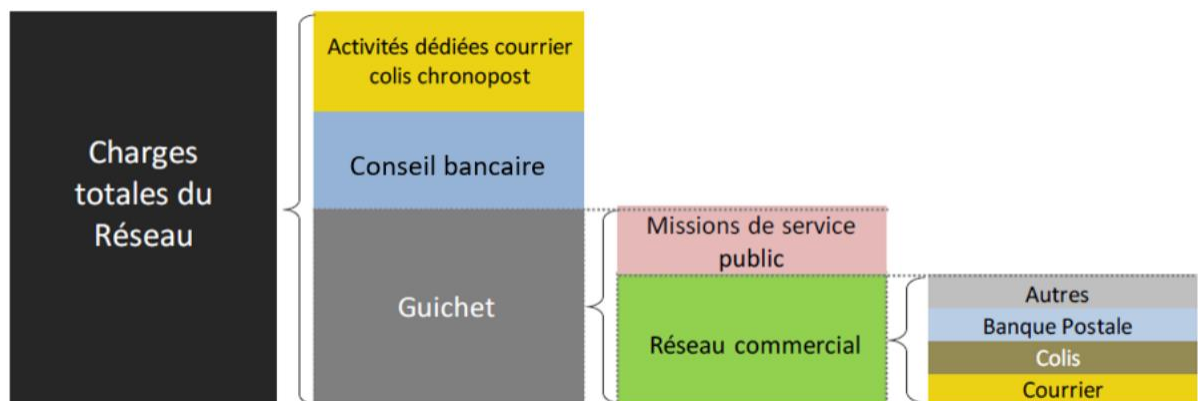 Charges
totales du
Réseau
Activités dédiées courrier
colis chronopost
Conseil bancaire
Guichet
Missions de service
public
Réseau commercial
Autres
Banque Postale
Colis
Courrier